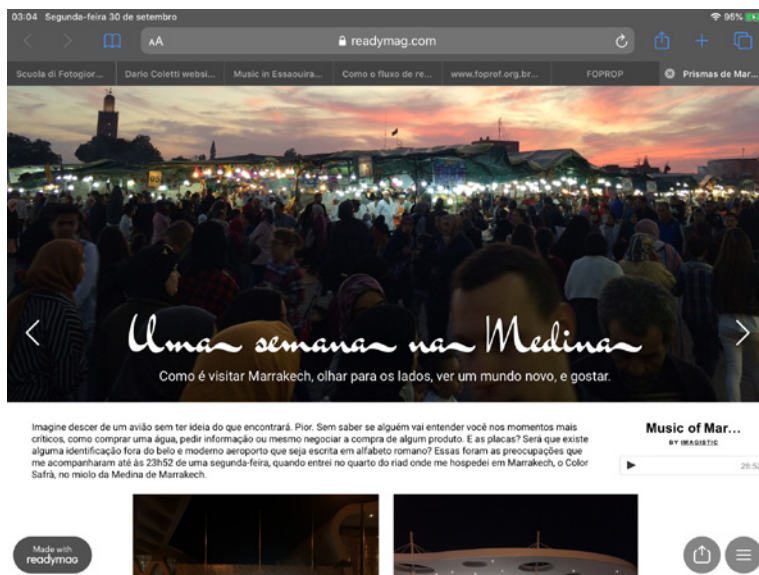 03:04 Segunda-feira 30 de setembro
95%
AA
readymag.com
Scuola di Fotogior...
Dario Coletti websi...
Music in Essaouira...
Como o fluxo de re...
www.foprof.org.br...
FOPROP
Prismas de Mar...
Uma semana na Medina
Como é visitar Marrakech, olhar para os lados, ver um mundo novo, e gostar.
Imagine descer de um avião sem ter ideia do que encontrará. Pior. Sem saber se alguém vai entender você nos momentos mais
críticos, como comprar uma água, pedir informação ou mesmo negociar a compra de algum produto. E as placas? Será que existe
alguma identificação fora do belo e moderno aeroporto que seja escrita em alfabeto romano? Essas foram as preocupações que
me acompanharam até às 23h52 de uma segunda-feira, quando entrei no quarto do riad onde me hospedei em Marrakech, o Color
Safrà, no miolo da Medina de Marrakech.
Music of Mar...
BY IMAGISTIC
28:52
Made with
readymag